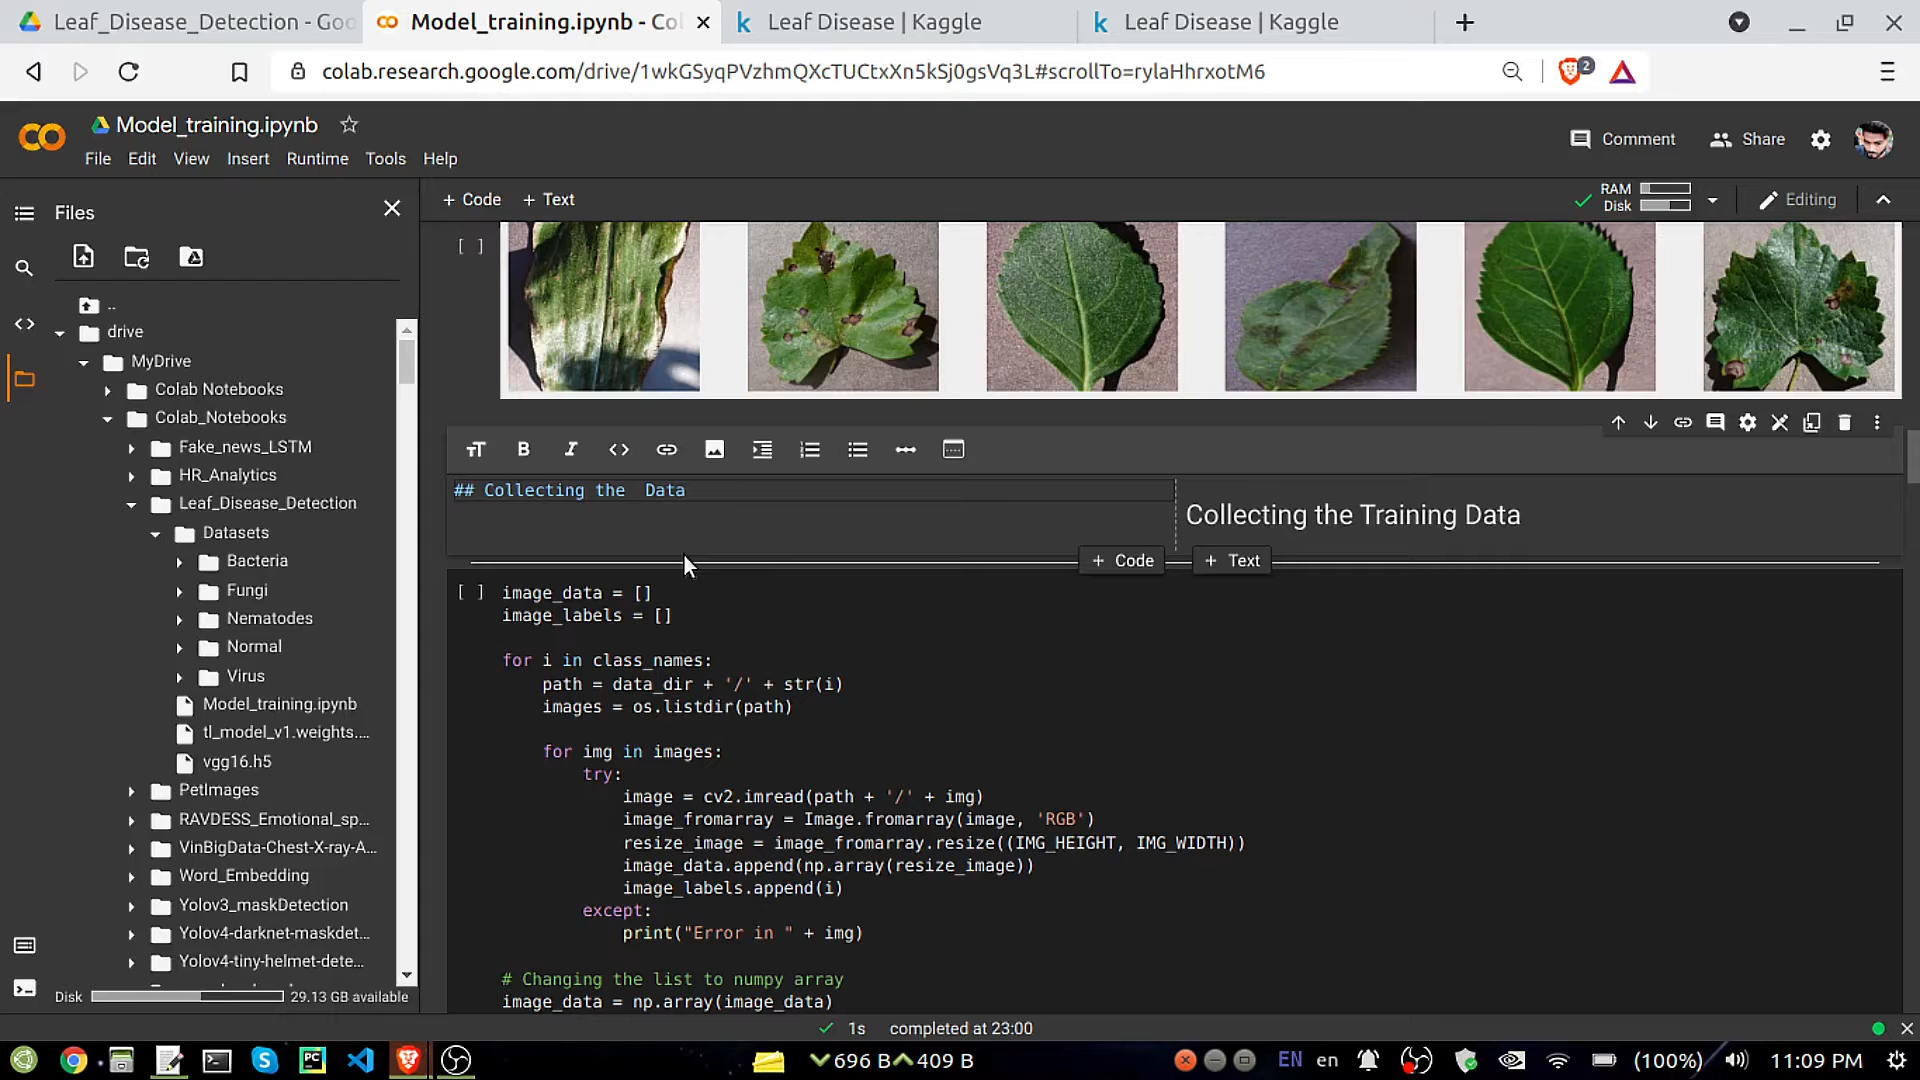 Leaf_Disease_Detection - Goo
Model_training.ipynb - Col
Leaf Disease | Kaggle
Leaf Disease | Kaggle
colab.research.google.com/drive/1wkGSyqPVzhmQXcTUCtxXn5kSj0gsVq3L#scrollTo=rylaHhrxotM6
2
Model_training.ipynb
File Edit View Insert Runtime Tools Help
Comment
Share
Files
+ Code + Text
RAM
Disk
Editing
..
drive
MyDrive
Colab Notebooks
Colab_Notebooks
Fake_news_LSTM
HR_Analytics
Leaf_Disease_Detection
Datasets
Bacteria
Fungi
Nematodes
Normal
Virus
Model_training.ipynb
tl_model_v1.weights....
vgg16.h5
PetImages
RAVDESS_Emotional_sp...
VinBigData-Chest-X-ray-A...
Word_Embedding
Yolov3_maskDetection
Yolov4-darknet-maskdet...
Yolov4-tiny-helmet-dete...
Disk 29.13 GB available
[ ]
## Collecting the  Data
Collecting the Training Data
+ Code + Text
[ ] image_data = []
image_labels = []
for i in class_names:
path = data_dir + '/' + str(i)
images = os.listdir(path)
for img in images:
try:
image = cv2.imread(path + '/' + img)
image_fromarray = Image.fromarray(image, 'RGB')
resize_image = image_fromarray.resize((IMG_HEIGHT, IMG_WIDTH))
image_data.append(np.array(resize_image))
image_labels.append(i)
except:
print("Error in " + img)
# Changing the list to numpy array
image_data = np.array(image_data)
1s completed at 23:00
696 B 409 B
EN en (100%) 11:09 PM